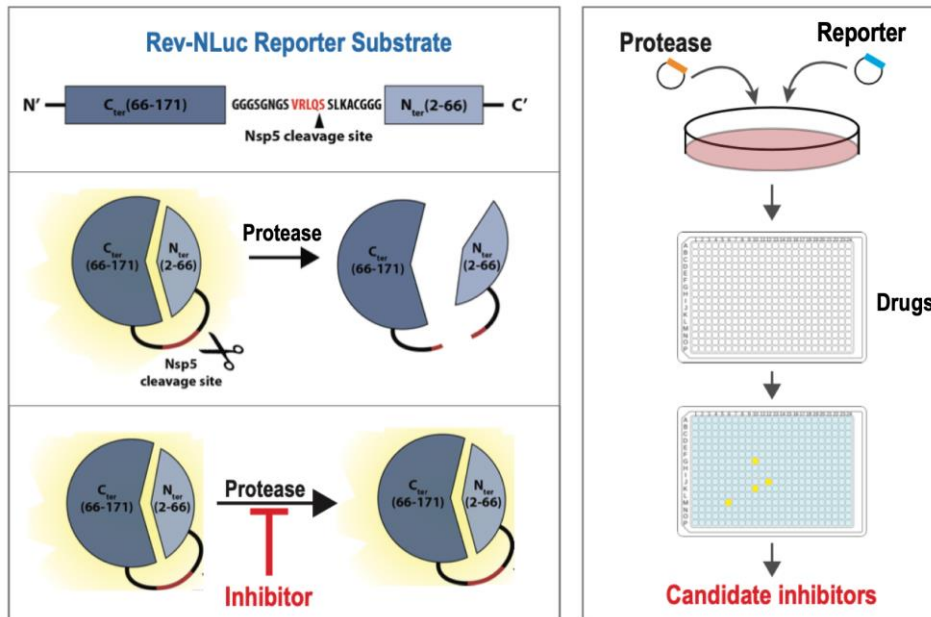 Rev-NLuc Reporter Substrate
N' Cter(66-171) GGGSGNGS VRLQS SLKACGGG Nter(2-66) C'
Nsp5 cleavage site
Cter
(66-171)
Nter
(2-66)
Protease
Cter
(66-171)
Nter
(2-66)
Nsp5
cleavage site
Cter
(66-171)
Nter
(2-66)
Protease
Cter
(66-171)
Nter
(2-66)
Inhibitor
Protease
Reporter
Drugs
Candidate inhibitors